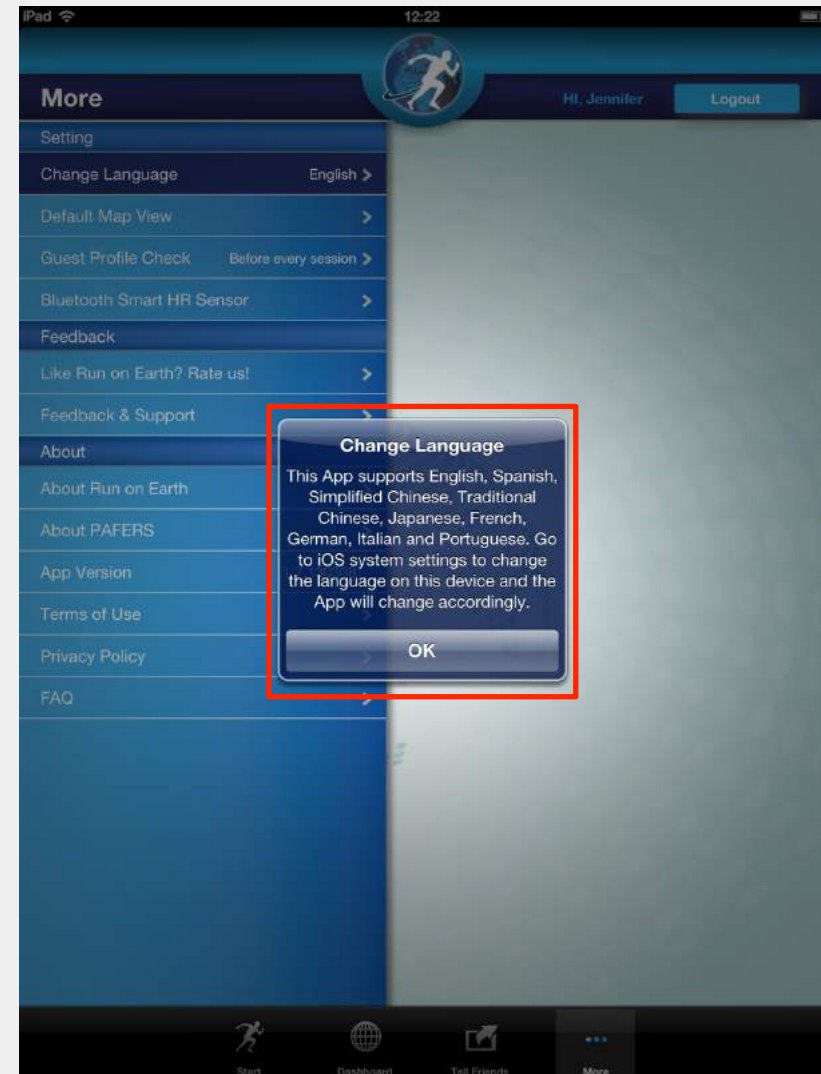 iPad 12:22
More
HI, Jennifer Logout
Setting
Change Language English >
Default Map View >
Guest Profile Check Before every session >
Bluetooth Smart HR Sensor >
Feedback
Like Run on Earth? Rate us! >
Feedback & Support >
About
About Run on Earth
About PAFERS
App Version
Terms of Use >
Privacy Policy >
FAQ >
Change Language
This App supports English, Spanish,
Simplified Chinese, Traditional
Chinese, Japanese, French,
German, Italian and Portuguese. Go
to iOS system settings to change
the language on this device and the
App will change accordingly.
OK
Start Dashboard Tell Friends More